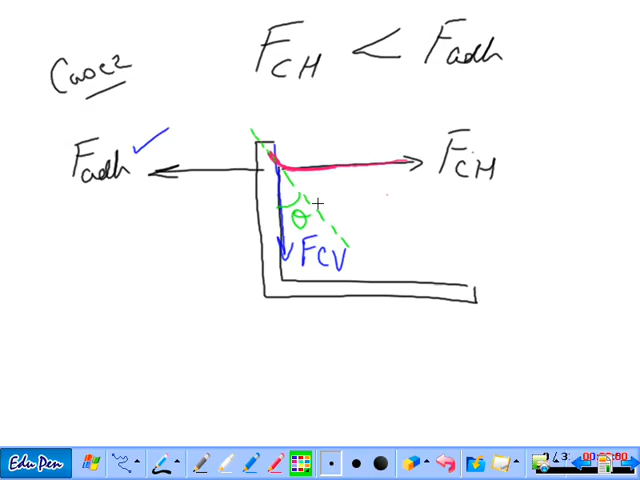 Case 2
FCH < Fadh
Fadh
FCH
θ
FCV
Edu Pen